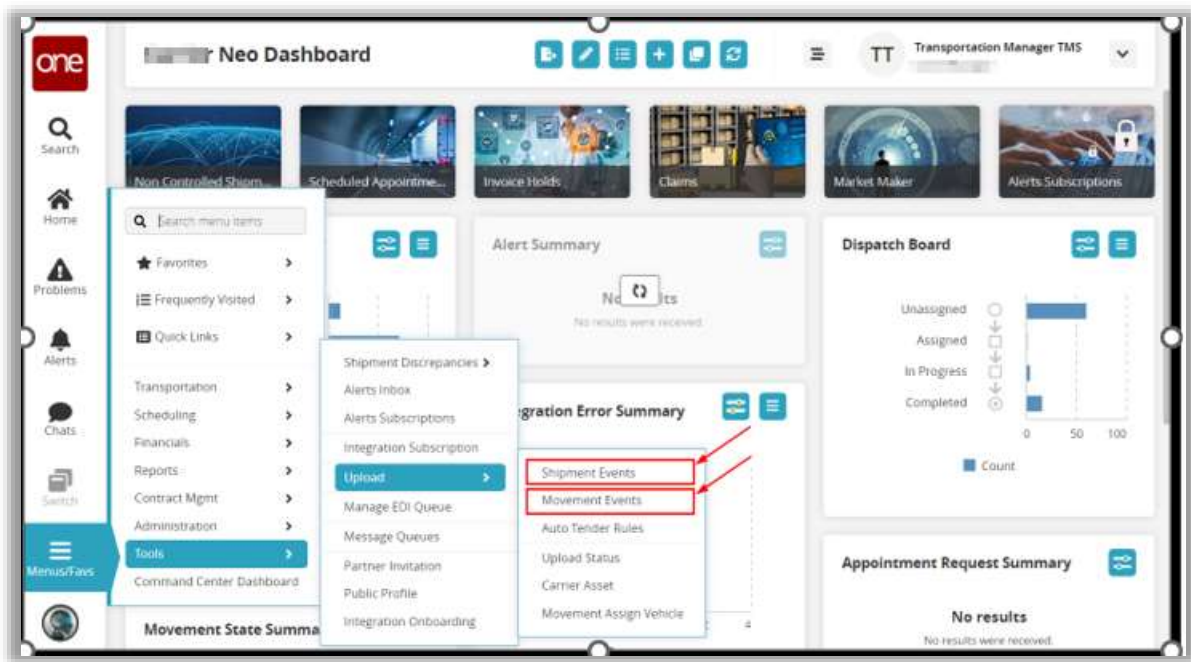 one
Neo Dashboard
TT
Transportation Manager TMS
Search
Home
Problems
Alerts
Chats
Switch
Menus/Favs
Non Controlled Shipm...
Scheduled Appointme...
Invoice Holds
Claims
Market Maker
Alerts Subscriptions
Search menu items
Favorites
Frequently Visited
Quick Links
Transportation
Scheduling
Financials
Reports
Contract Mgmt
Administration
Tools
Command Center Dashboard
Shipment Discrepancies
Alerts Inbox
Alerts Subscriptions
Integration Subscription
Upload
Manage EDI Queue
Message Queues
Partner Invitation
Public Profile
Integration Onboarding
Shipment Events
Movement Events
Auto Tender Rules
Upload Status
Carrier Asset
Movement Assign Vehicle
Alert Summary
No results were received.
gration Error Summary
4
Dispatch Board
Unassigned
Assigned
In Progress
Completed
0 50 100
Count
Appointment Request Summary
No results
No results were received.
Movement State Summa